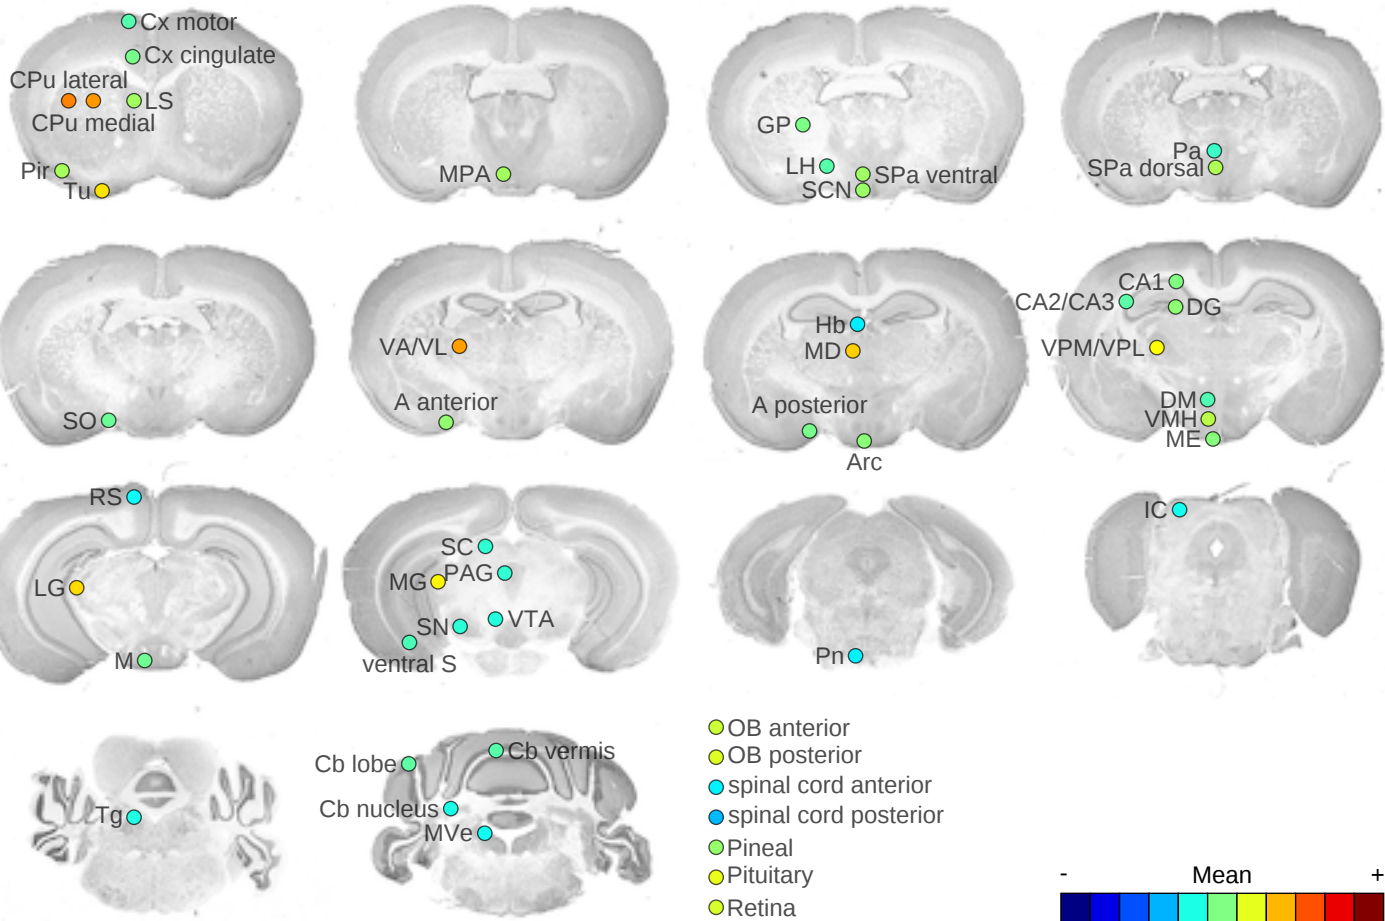 Cx motor
Cx cingulate
CPu lateral
LS
CPu medial
Pir
Tu
MPA
GP
LH
SPa ventral
SCN
Pa
SPa dorsal
SO
VA/VL
A anterior
Hb
MD
A posterior
Arc
CA1
CA2/CA3
DG
VPM/VPL
DM
VMH
ME
RS
LG
M
SC
PAG
MG
VTA
SN
ventral S
Pn
IC
Tg
Cb vermis
Cb lobe
Cb nucleus
MVe
OB anterior
OB posterior
spinal cord anterior
spinal cord posterior
Pineal
Pituitary
Retina
- Mean +